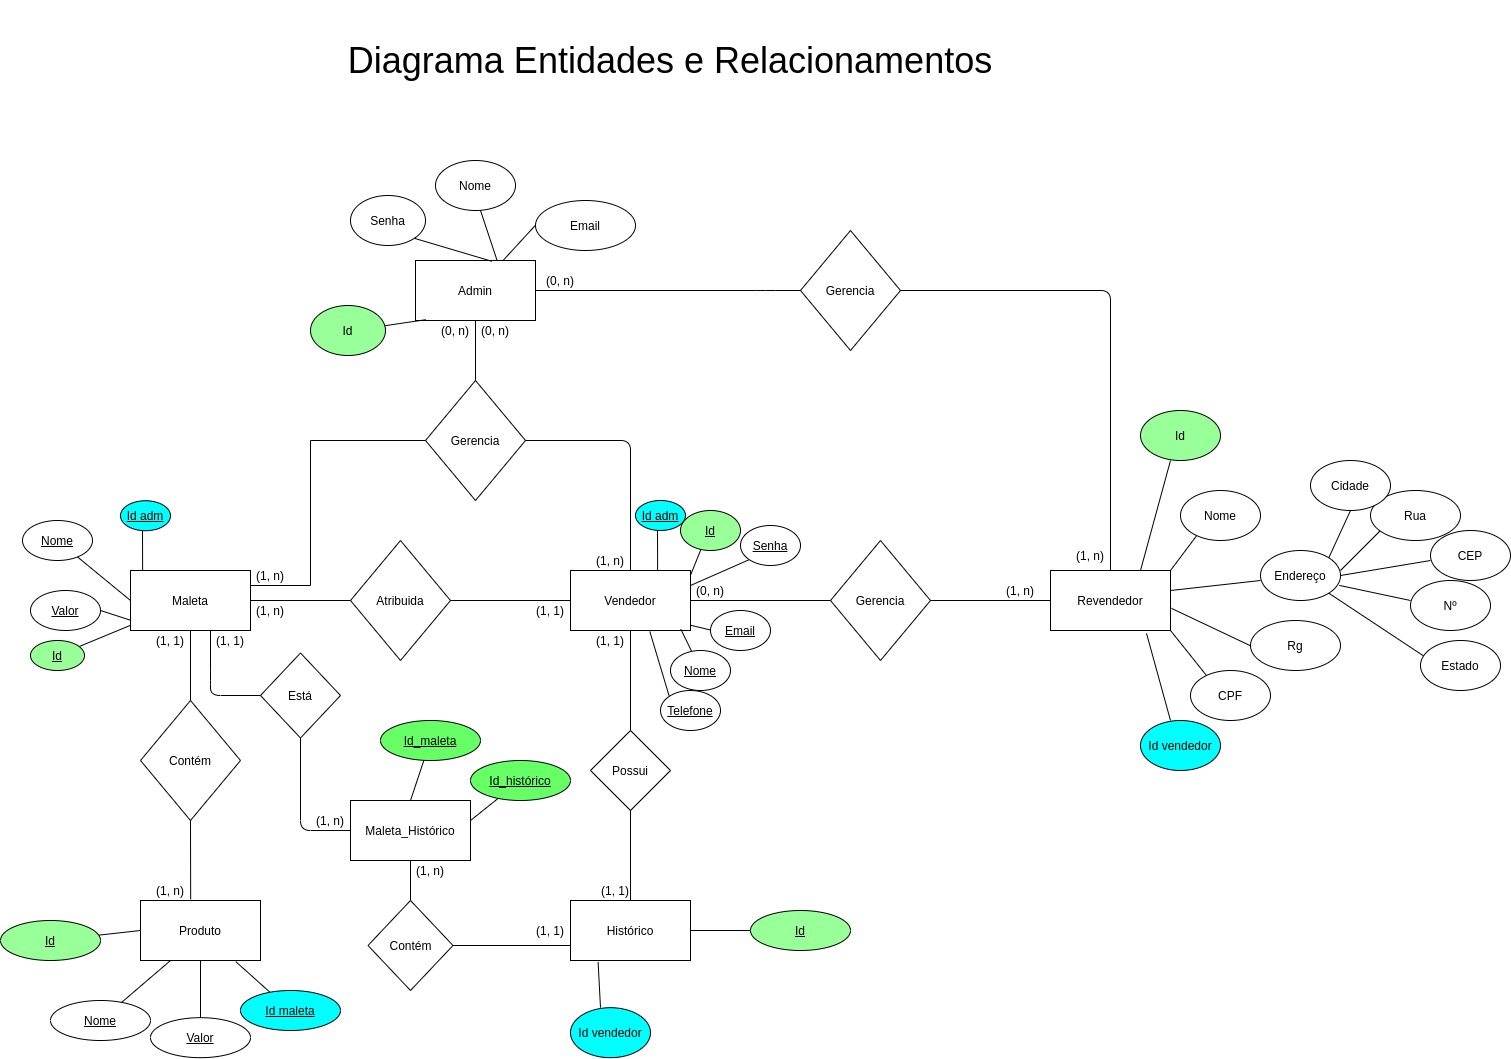 Diagrama Entidades e Relacionamentos
Nome
Senha
Email
Admin
(0, n)
Gerencia
Id
(0, n)
(0, n)
Gerencia
Id
Cidade
Nome
Rua
Id adm
Id adm
Id
Nome
Senha
CEP
(1, n)
(1, n)
(1, n)
Endereço
Maleta
Atribuida
Vendedor
(0, n)
Gerencia
(1, n)
Revendedor
Nº
Valor
(1, n)
(1, 1)
Email
Rg
Id
(1, 1)
(1, 1)
(1, 1)
Nome
Estado
Está
CPF
Telefone
Id_maleta
Id vendedor
Contém
Possui
Id_histórico
(1, n)
Maleta_Histórico
(1, n)
(1, n)
(1, 1)
Produto
(1, 1)
Histórico
Id
Id
Contém
Nome
Id maleta
Valor
Id vendedor